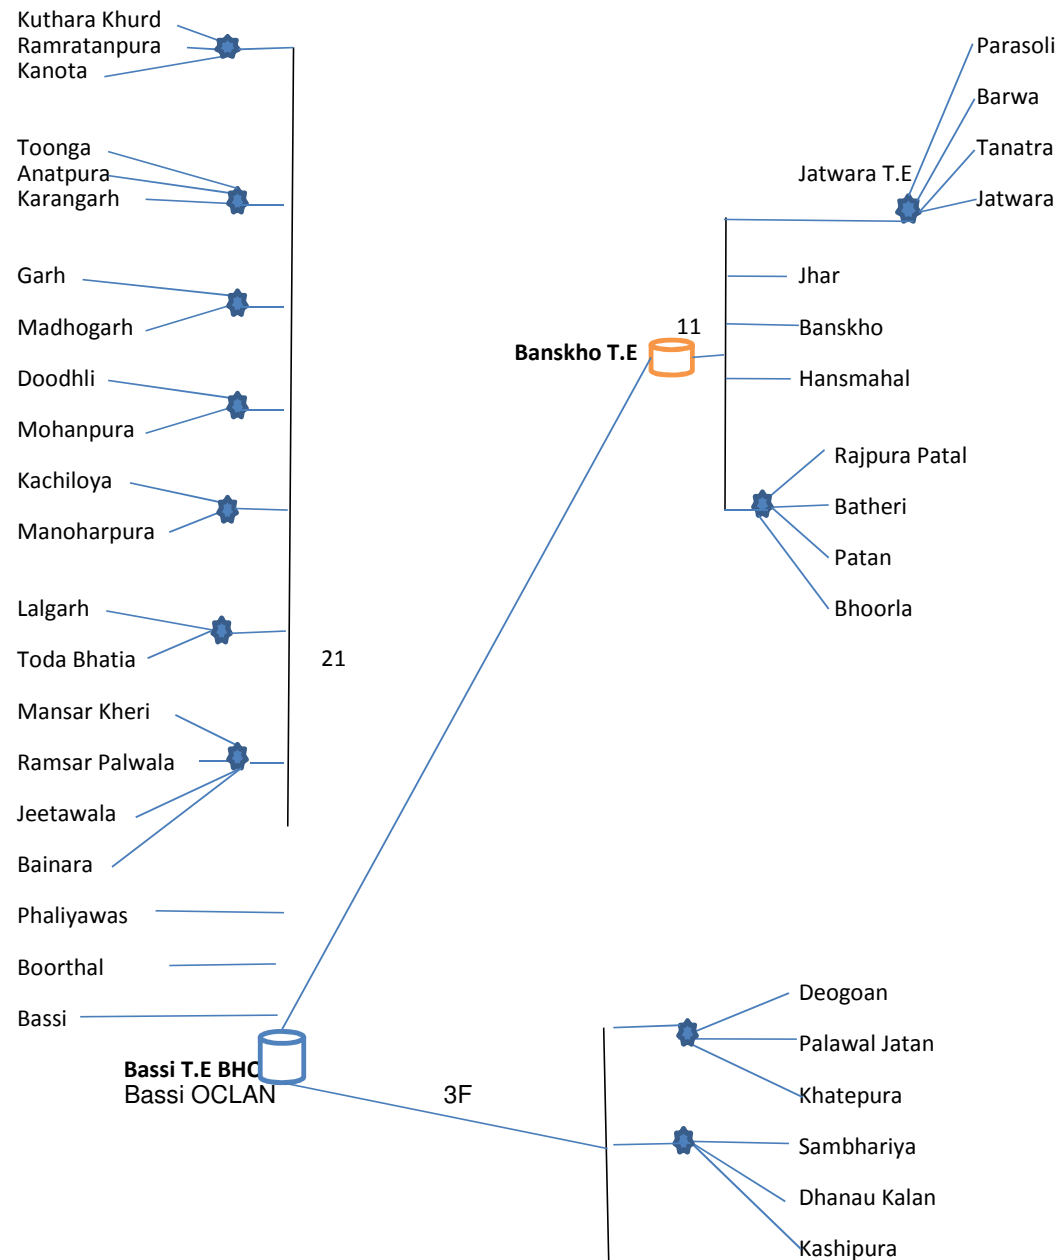 Kuthara Khurd
Ramratanpura
Kanota
Toonga
Anatpura
Karangarh
Garh
Madhogarh
Doodhli
Mohanpura
Kachiloya
Manoharpura
Lalgarh
Toda Bhatia
21
Mansar Kheri
Ramsar Palwala
Jeetawala
Bainara
Phaliyawas
Boorthal
Bassi
Bassi T.E BHC
Bassi OCLAN
3F
Parasoli
Barwa
Tanatra
Jatwara T.E
Jatwara
Jhar
11
Banskho
Banskho T.E
Hansmahal
Rajpura Patal
Batheri
Patan
Bhoorla
Deogoan
Palawal Jatan
Khatepura
Sambhariya
Dhanau Kalan
Kashipura